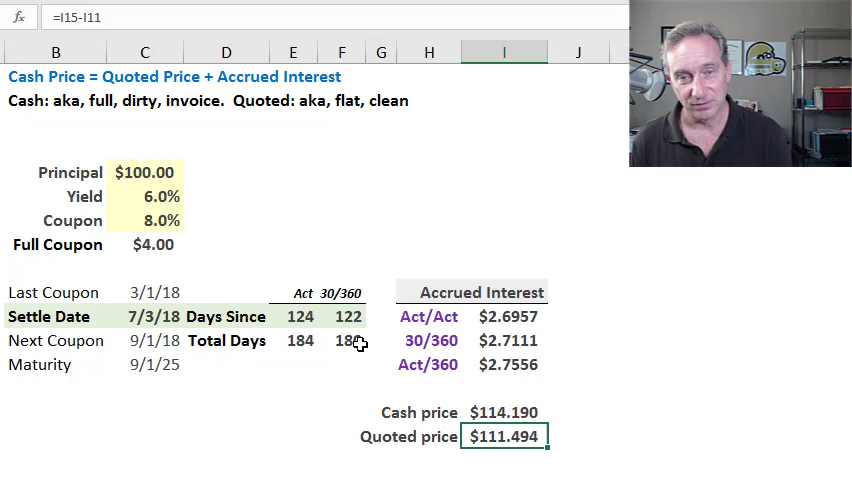 fx =I15-I11
B C D E F G H I J
Cash Price = Quoted Price + Accrued Interest
Cash: aka, full, dirty, invoice. Quoted: aka, flat, clean
Principal $100.00
Yield 6.0%
Coupon 8.0%
Full Coupon $4.00
Last Coupon 3/1/18 Act 30/360 Accrued Interest
Settle Date 7/3/18 Days Since 124 122 Act/Act $2.6957
Next Coupon 9/1/18 Total Days 184 30/360 $2.7111
Maturity 9/1/25 Act/360 $2.7556
Cash price $114.190
Quoted price $111.494